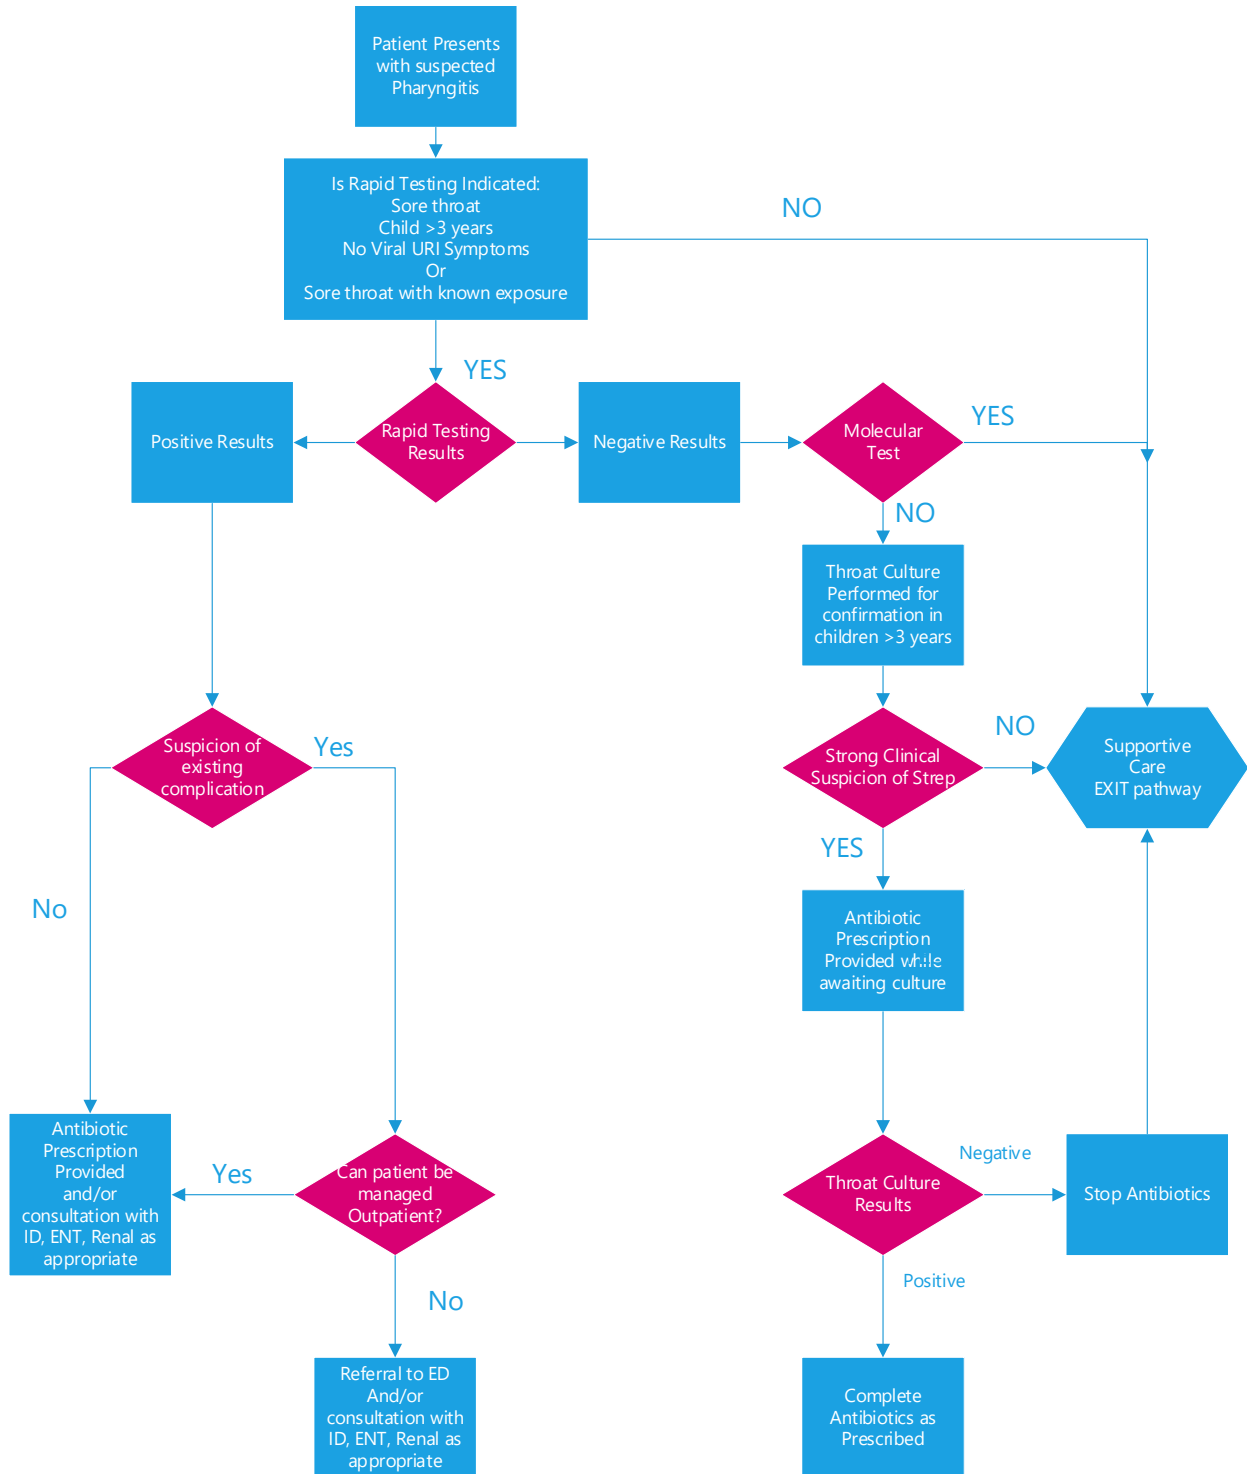 Patient Presents
with suspected
Pharyngitis
Is Rapid Testing Indicated:
Sore throat
Child >3 years
No Viral URI Symptoms
Or
Sore throat with known exposure
NO
YES
Positive Results
Rapid Testing
Results
Negative Results
Molecular
Test
YES
NO
Throat Culture
Performed for
confirmation in
children >3 years
Suspicion of
existing
complication
Yes
Strong Clinical
Suspicion of Strep
NO
Supportive
Care
EXIT pathway
YES
No
Antibiotic
Prescription
Provided while
awaiting culture
Antibiotic
Prescription
Provided
and/or
consultation with
ID, ENT, Renal as
appropriate
Yes
Can patient be
managed
Outpatient?
Throat Culture
Results
Negative
Stop Antibiotics
No
Positive
Referral to ED
And/or
consultation with
ID, ENT, Renal as
appropriate
Complete
Antibiotics as
Prescribed